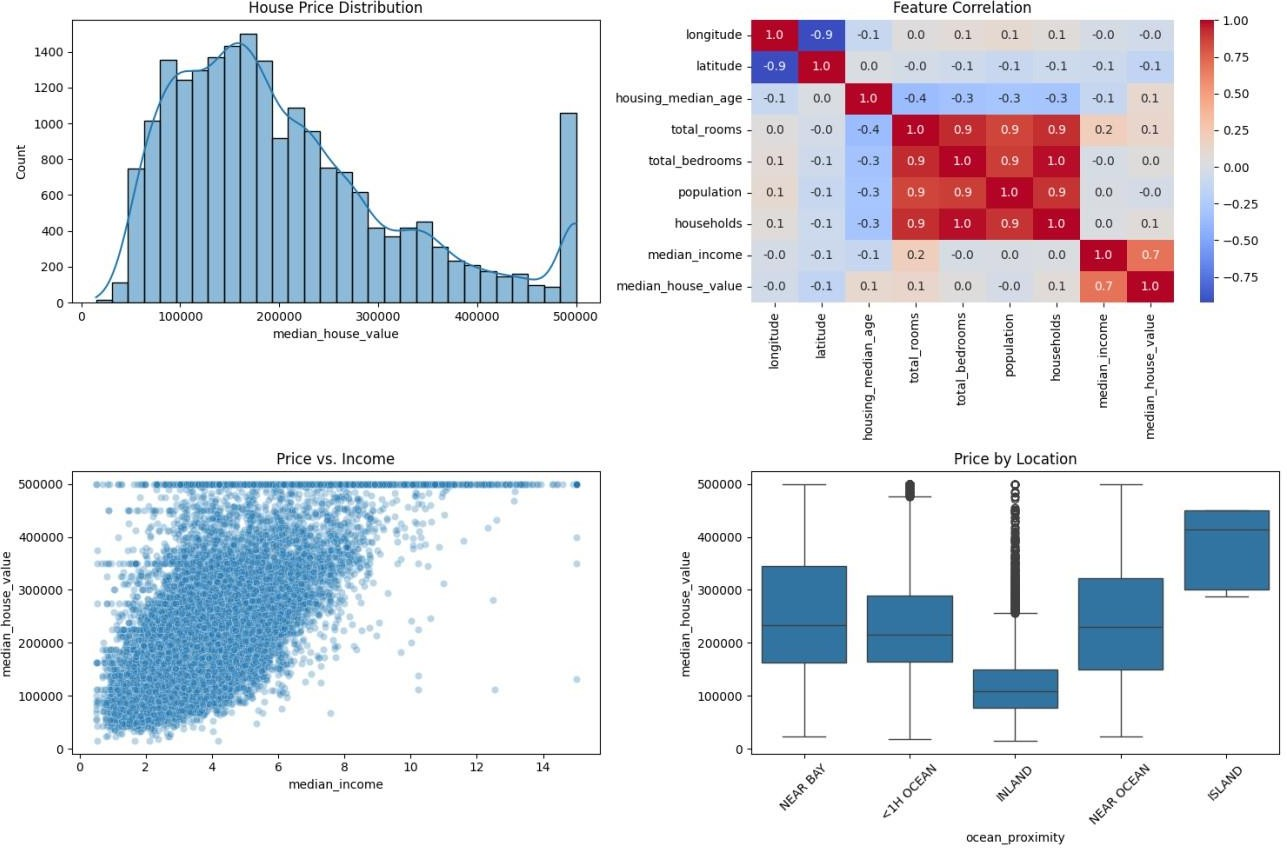 House Price Distribution
1400
1200
1000
800
600
400
200
0
Count
0 100000 200000 300000 400000 500000
median_house_value
Feature Correlation
longitude 1.0 -0.9 -0.1 0.0 0.1 0.1 0.1 -0.0 -0.0
latitude -0.9 1.0 0.0 -0.0 -0.1 -0.1 -0.1 -0.1 -0.1
housing_median_age -0.1 0.0 1.0 -0.4 -0.3 -0.3 -0.3 -0.1 0.1
total_rooms 0.0 -0.0 -0.4 1.0 0.9 0.9 0.9 0.2 0.1
total_bedrooms 0.1 -0.1 -0.3 0.9 1.0 0.9 1.0 -0.0 0.0
population 0.1 -0.1 -0.3 0.9 0.9 1.0 0.9 0.0 -0.0
households 0.1 -0.1 -0.3 0.9 1.0 0.9 1.0 0.0 0.1
median_income -0.0 -0.1 -0.1 0.2 -0.0 0.0 0.0 1.0 0.7
median_house_value -0.0 -0.1 0.1 0.1 0.0 -0.0 0.1 0.7 1.0
longitude
latitude
housing_median_age
total_rooms
total_bedrooms
population
households
median_income
median_house_value
1.00
0.75
0.50
0.25
0.00
−0.25
−0.50
−0.75
Price vs. Income
500000
400000
300000
200000
100000
0
median_house_value
0 2 4 6 8 10 12 14
median_income
Price by Location
500000
400000
300000
200000
100000
0
median_house_value
NEAR BAY
<1H OCEAN
INLAND
NEAR OCEAN
ISLAND
ocean_proximity